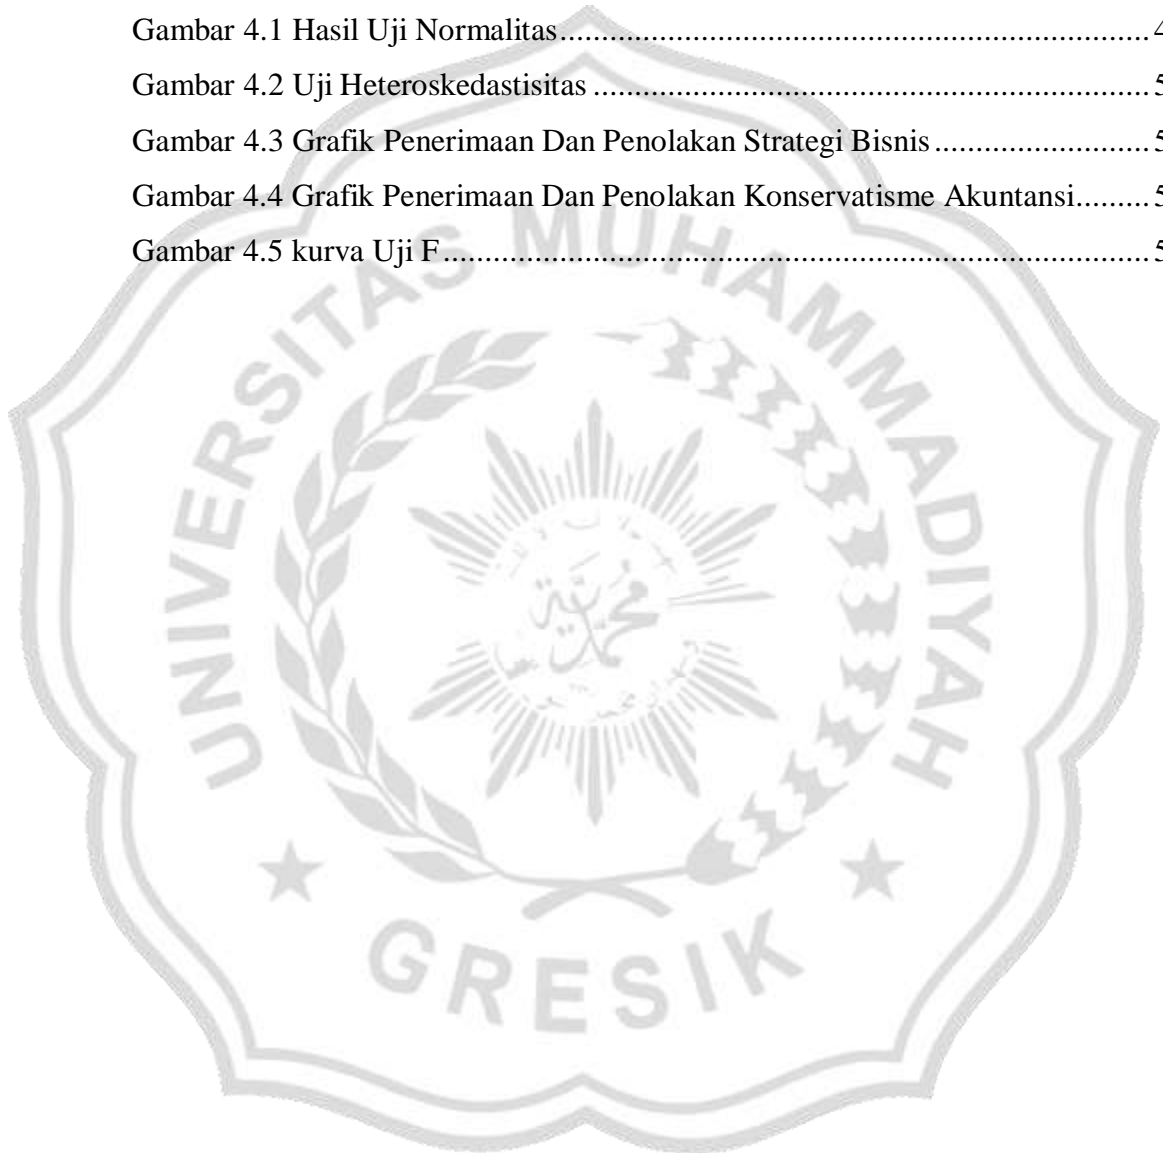 Gambar 4.1 Hasil Uji Normalitas........................................................................4
Gambar 4.2 Uji Heteroskedastisitas ...................................................................5
Gambar 4.3 Grafik Penerimaan Dan Penolakan Strategi Bisnis..........................5
Gambar 4.4 Grafik Penerimaan Dan Penolakan Konservatisme Akuntansi.........5
Gambar 4.5 kurva Uji F.....................................................................................5
UNIVERSITAS MUHAMMADIYAH
GRESIK